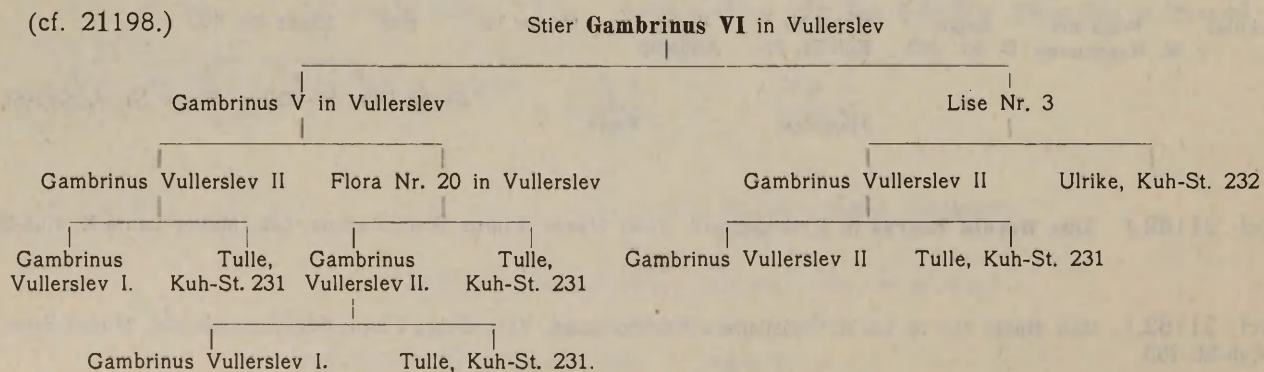 (cf. 21198.) Stier Gambrinus VI in Vullerslev
Gambrinus V in Vullerslev Lise Nr. 3
Gambrinus Vullerslev II Flora Nr. 20 in Vullerslev Gambrinus Vullerslev II Ulrike, Kuh-St. 232
Gambrinus Tulle, Gambrinus Tulle, Gambrinus Vullerslev II Tulle, Kuh-St. 231
Vullerslev I. Kuh-St. 231 Vullerslev II. Kuh-St. 231
Gambrinus Vullerslev I. Tulle, Kuh-St. 231.